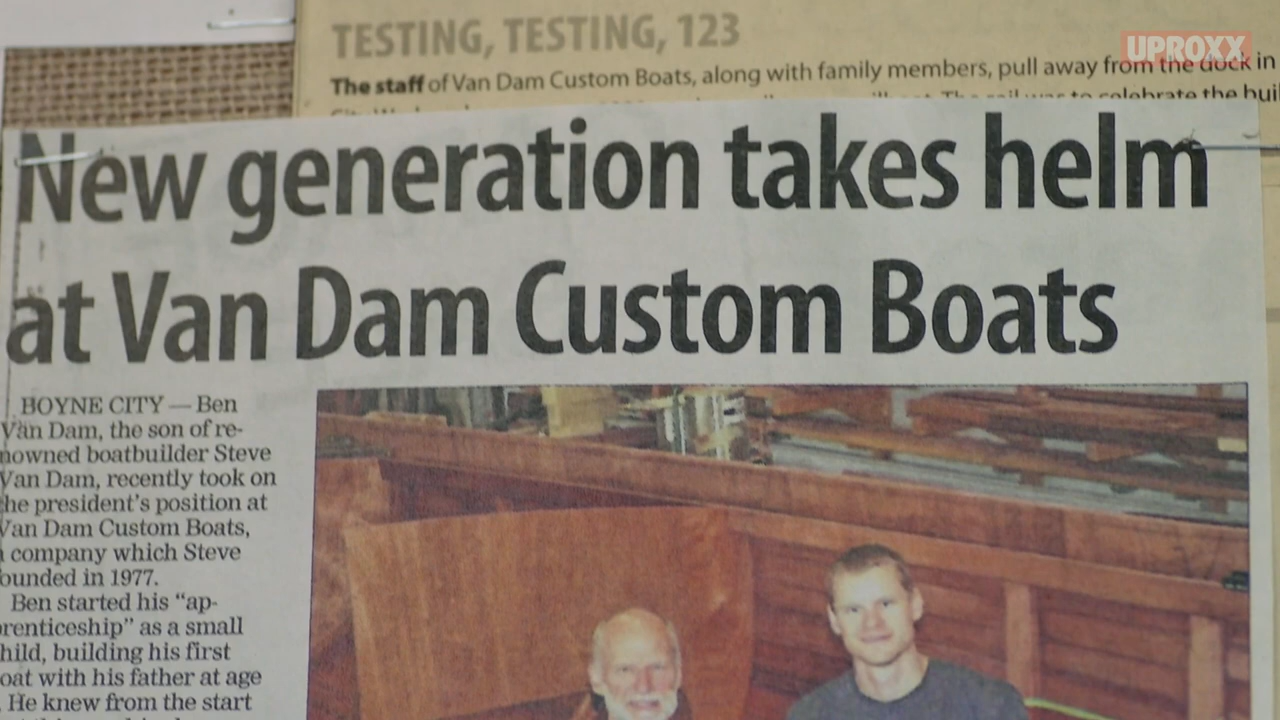 TESTING, TESTING, 123
UPROXX
The staff of Van Dam Custom Boats, along with family members, pull away from the dock in
to celebrate the
New generation takes helm
at Van Dam Custom Boats
BOYNE CITY — Ben
Van Dam, the son of re-
nowned boatbuilder Steve
Van Dam, recently took on
the president's position at
Van Dam Custom Boats,
a company which Steve
founded in 1977.
Ben started his “ap-
prenticeship” as a small
child, building his first
boat with his father at age
. He knew from the start